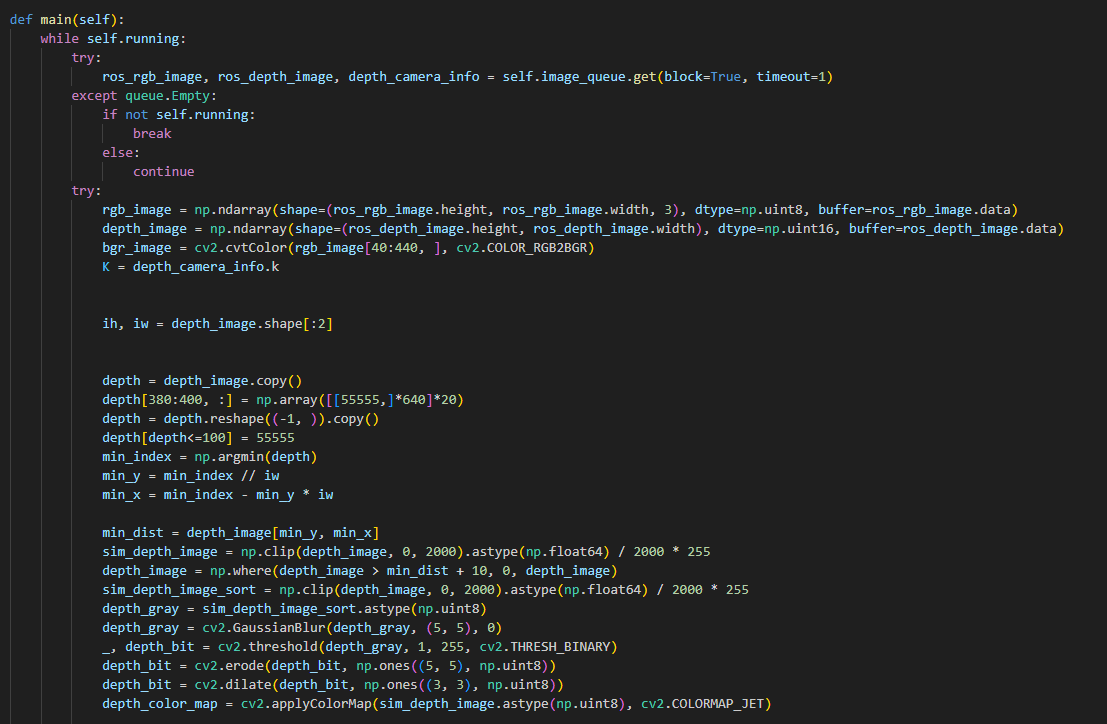 def main(self):
    while self.running:
        try:
            ros_rgb_image, ros_depth_image, depth_camera_info = self.image_queue.get(block=True, timeout=1)
        except queue.Empty:
            if not self.running:
                break
            else:
                continue
        try:
            rgb_image = np.ndarray(shape=(ros_rgb_image.height, ros_rgb_image.width, 3), dtype=np.uint8, buffer=ros_rgb_image.data)
            depth_image = np.ndarray(shape=(ros_depth_image.height, ros_depth_image.width), dtype=np.uint16, buffer=ros_depth_image.data)
            bgr_image = cv2.cvtColor(rgb_image[40:440, ], cv2.COLOR_RGB2BGR)
            K = depth_camera_info.k
            ih, iw = depth_image.shape[:2]
            depth = depth_image.copy()
            depth[380:400, :] = np.array([[55555,]*640]*20)
            depth = depth.reshape((-1, )).copy()
            depth[depth<=100] = 55555
            min_index = np.argmin(depth)
            min_y = min_index // iw
            min_x = min_index - min_y * iw
            min_dist = depth_image[min_y, min_x]
            sim_depth_image = np.clip(depth_image, 0, 2000).astype(np.float64) / 2000 * 255
            depth_image = np.where(depth_image > min_dist + 10, 0, depth_image)
            sim_depth_image_sort = np.clip(depth_image, 0, 2000).astype(np.float64) / 2000 * 255
            depth_gray = sim_depth_image_sort.astype(np.uint8)
            depth_gray = cv2.GaussianBlur(depth_gray, (5, 5), 0)
            _, depth_bit = cv2.threshold(depth_gray, 1, 255, cv2.THRESH_BINARY)
            depth_bit = cv2.erode(depth_bit, np.ones((5, 5), np.uint8))
            depth_bit = cv2.dilate(depth_bit, np.ones((3, 3), np.uint8))
            depth_color_map = cv2.applyColorMap(sim_depth_image.astype(np.uint8), cv2.COLORMAP_JET)